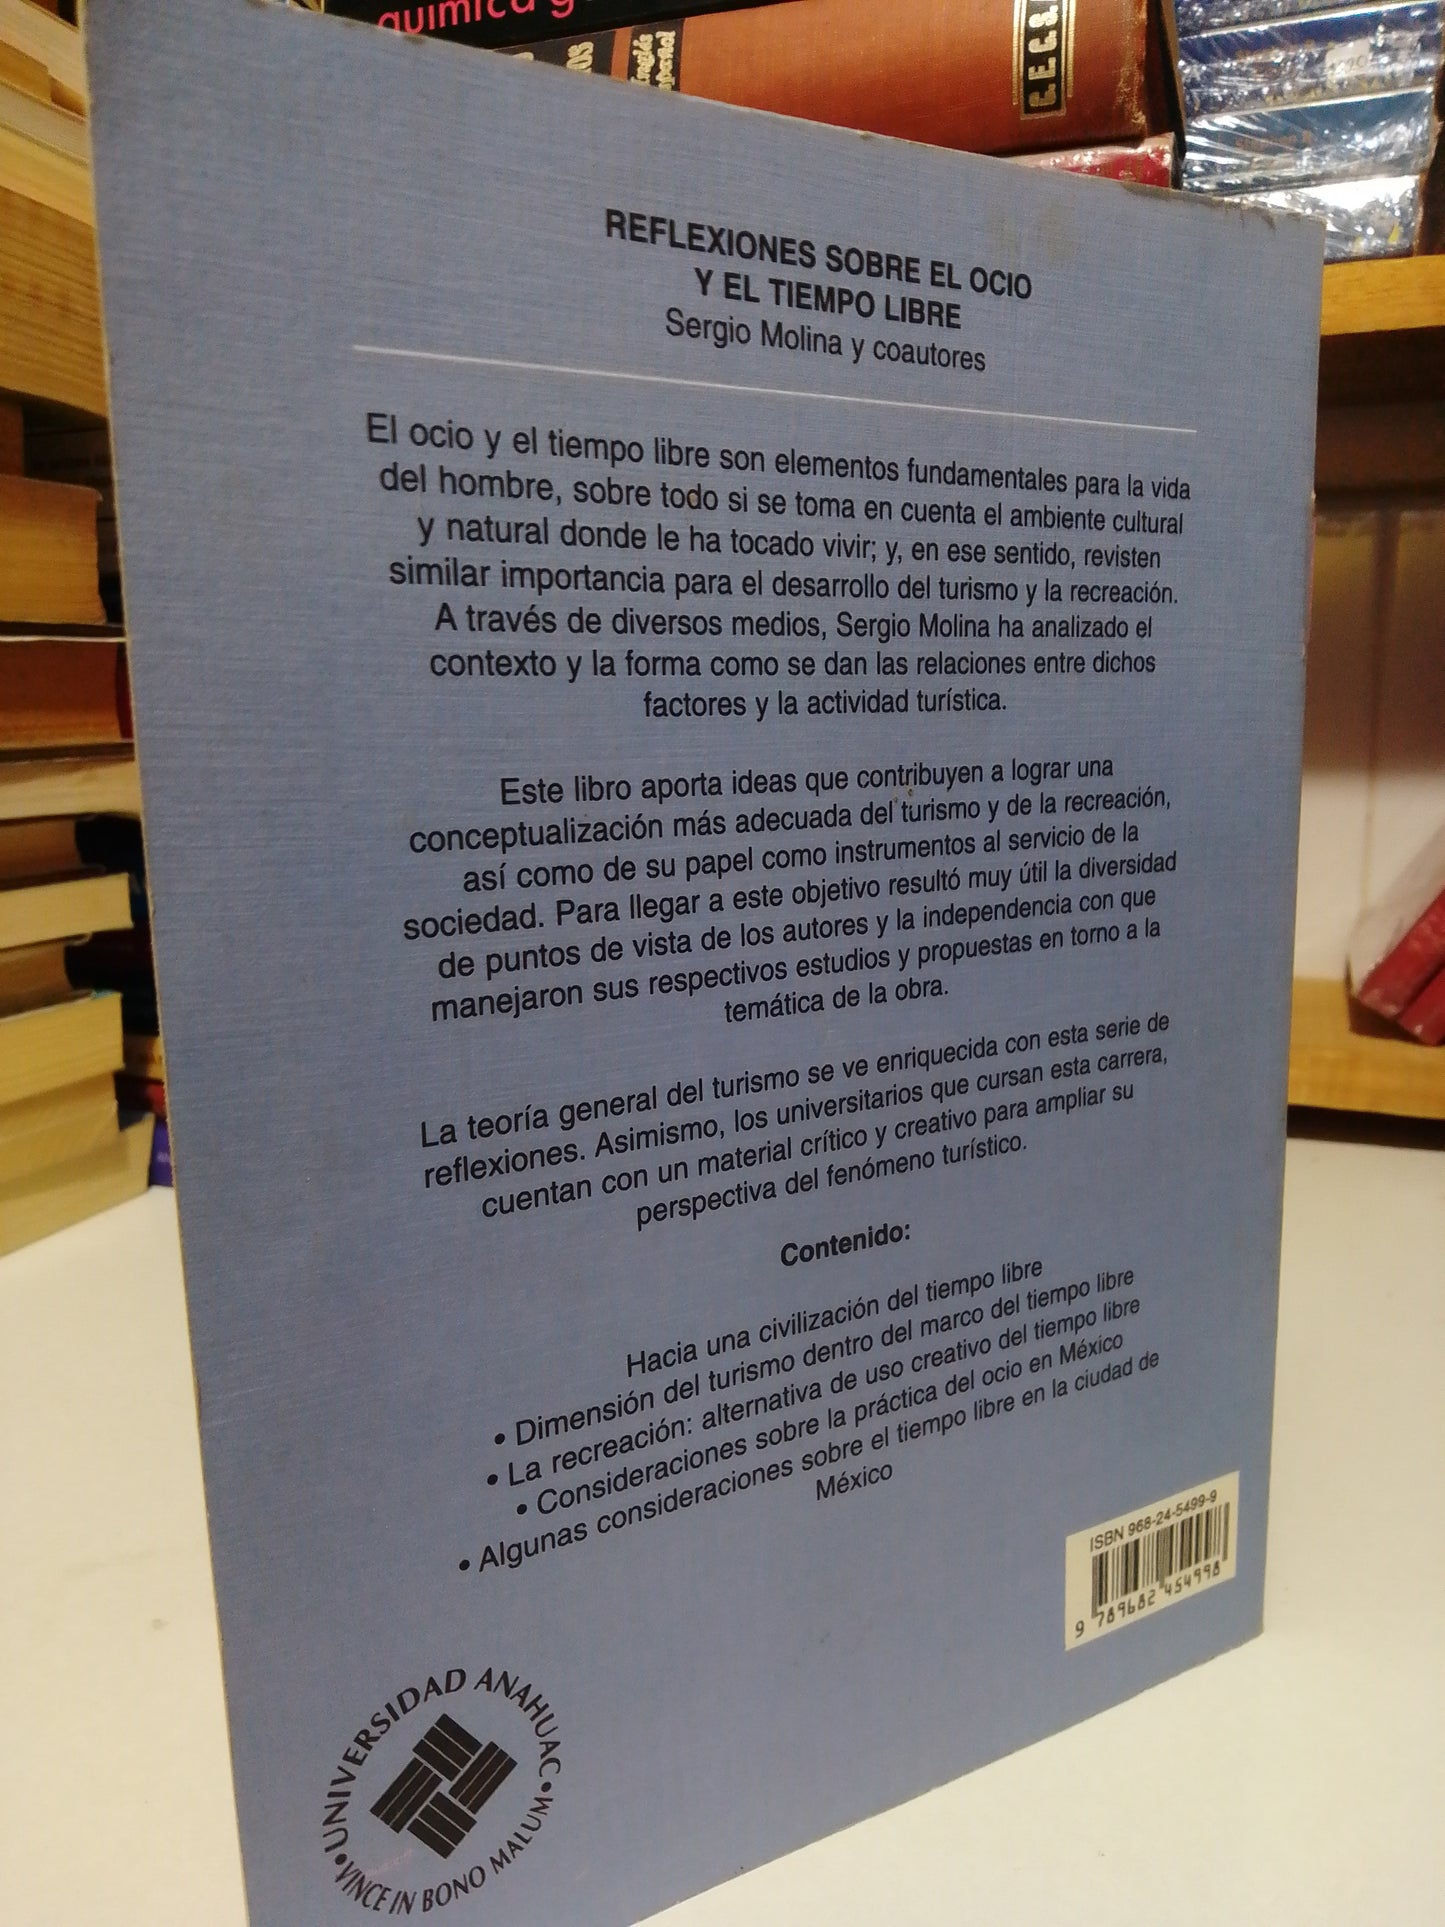 química
Inglés
Español
C.E.C.S.A.
REFLEXIONES SOBRE EL OCIO
Y EL TIEMPO LIBRE
Sergio Molina y coautores
El ocio y el tiempo libre son elementos fundamentales para la vida
del hombre, sobre todo si se toma en cuenta el ambiente cultural
y natural donde le ha tocado vivir; y, en ese sentido, revisten
similar importancia para el desarrollo del turismo y la recreación.
A través de diversos medios, Sergio Molina ha analizado el
contexto y la forma como se dan las relaciones entre dichos
factores y la actividad turística.
Este libro aporta ideas que contribuyen a lograr una
conceptualización más adecuada del turismo y de la recreación,
así como de su papel como instrumentos al servicio de la
sociedad. Para llegar a este objetivo resultó muy útil la diversidad
de puntos de vista de los autores y la independencia con que
manejaron sus respectivos estudios y propuestas en torno a la
temática de la obra.
La teoría general del turismo se ve enriquecida con esta serie de
reflexiones. Asimismo, los universitarios que cursan esta carrera,
cuentan con un material crítico y creativo para ampliar su
perspectiva del fenómeno turístico.
Contenido:
Hacia una civilización del tiempo libre
• Dimensión del turismo dentro del marco del tiempo libre
• La recreación: alternativa de uso creativo del tiempo libre
• Consideraciones sobre la práctica del ocio en México
• Algunas consideraciones sobre el tiempo libre en la ciudad de
México
ISBN 968-24-5499-9
9 789682 454998
• UNIVERSIDAD ANAHUAC •
VINCE IN BONO MALUM